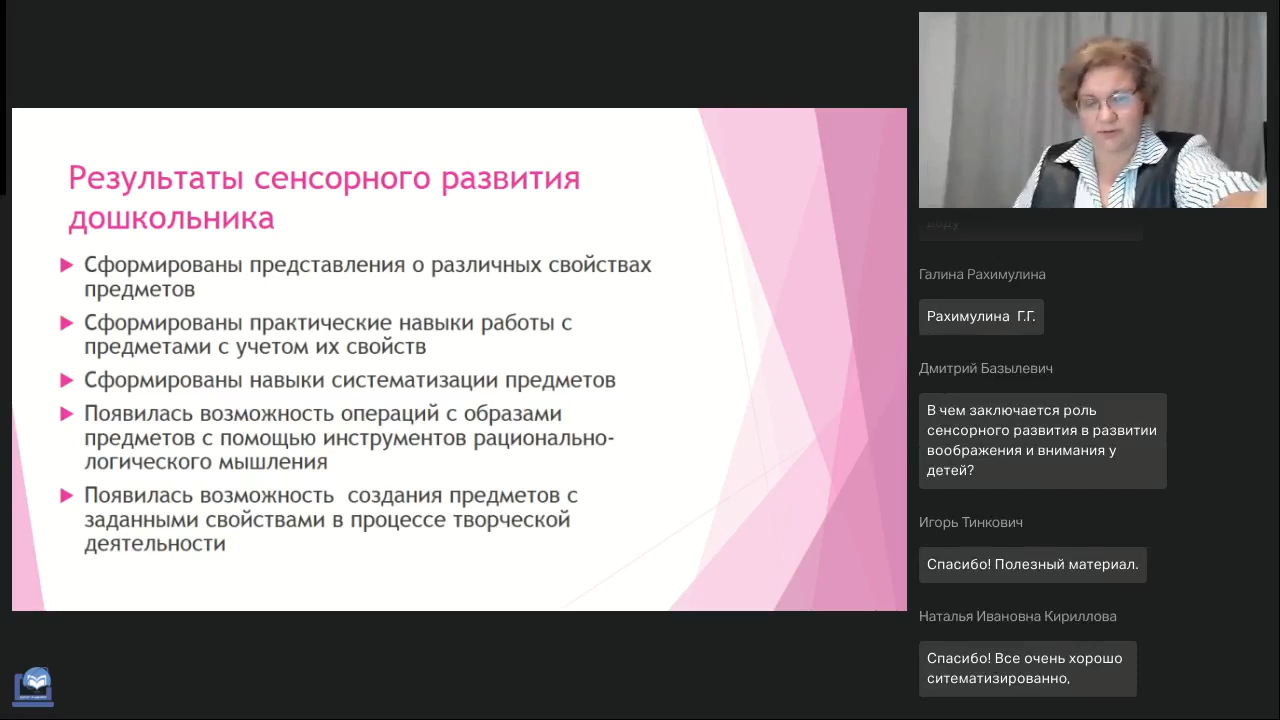 Результаты сенсорного развития
дошкольника
Сформированы представления о различных свойствах
предметов
Сформированы практические навыки работы с
предметами с учетом их свойств
Сформированы навыки систематизации предметов
Появилась возможность операций с образами
предметов с помощью инструментов рационально-
логического мышления
Появилась возможность создания предметов с
заданными свойствами в процессе творческой
деятельности
Галина Рахимулина
Рахимулина Г.Г.
Дмитрий Базылевич
В чем заключается роль
сенсорного развития в развитии
воображения и внимания у
детей?
Игорь Тинкович
Спасибо! Полезный материал.
Наталья Ивановна Кириллова
Спасибо! Все очень хорошо
ситематизированно,